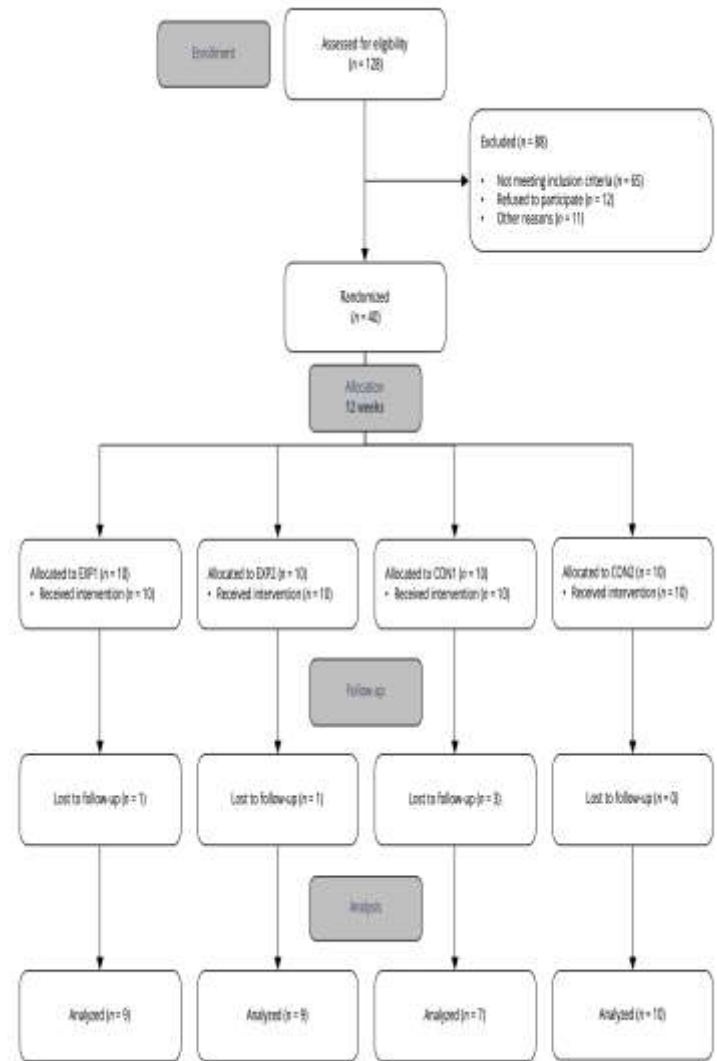 Enrollment
Assessed for eligibility
(n = 128)
Excluded (n = 88)
• Not meeting inclusion criteria (n = 65)
• Refused to participate (n = 12)
• Other reasons (n = 11)
Randomized
(n = 40)
Allocation
12 weeks
Allocated to EXP1 (n = 10)
• Received intervention (n = 10)
Allocated to EXP2 (n = 10)
• Received intervention (n = 10)
Allocated to CON1 (n = 10)
• Received intervention (n = 10)
Allocated to CON2 (n = 10)
• Received intervention (n = 10)
Follow-up
Lost to follow-up (n = 1)
Lost to follow-up (n = 1)
Lost to follow-up (n = 3)
Lost to follow-up (n = 0)
Analysis
Analyzed (n = 9)
Analyzed (n = 9)
Analyzed (n = 7)
Analyzed (n = 10)